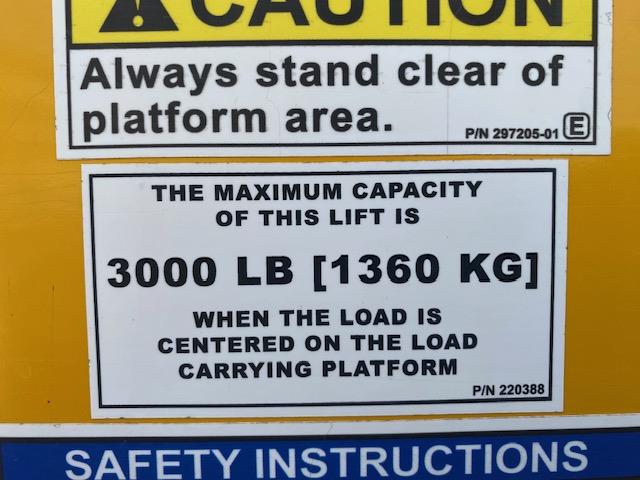 CAUTION
Always stand clear of
platform area.
P/N 297205-01 E
THE MAXIMUM CAPACITY
OF THIS LIFT IS
3000 LB [1360 KG]
WHEN THE LOAD IS
CENTERED ON THE LOAD
CARRYING PLATFORM
P/N 220388
SAFETY INSTRUCTIONS